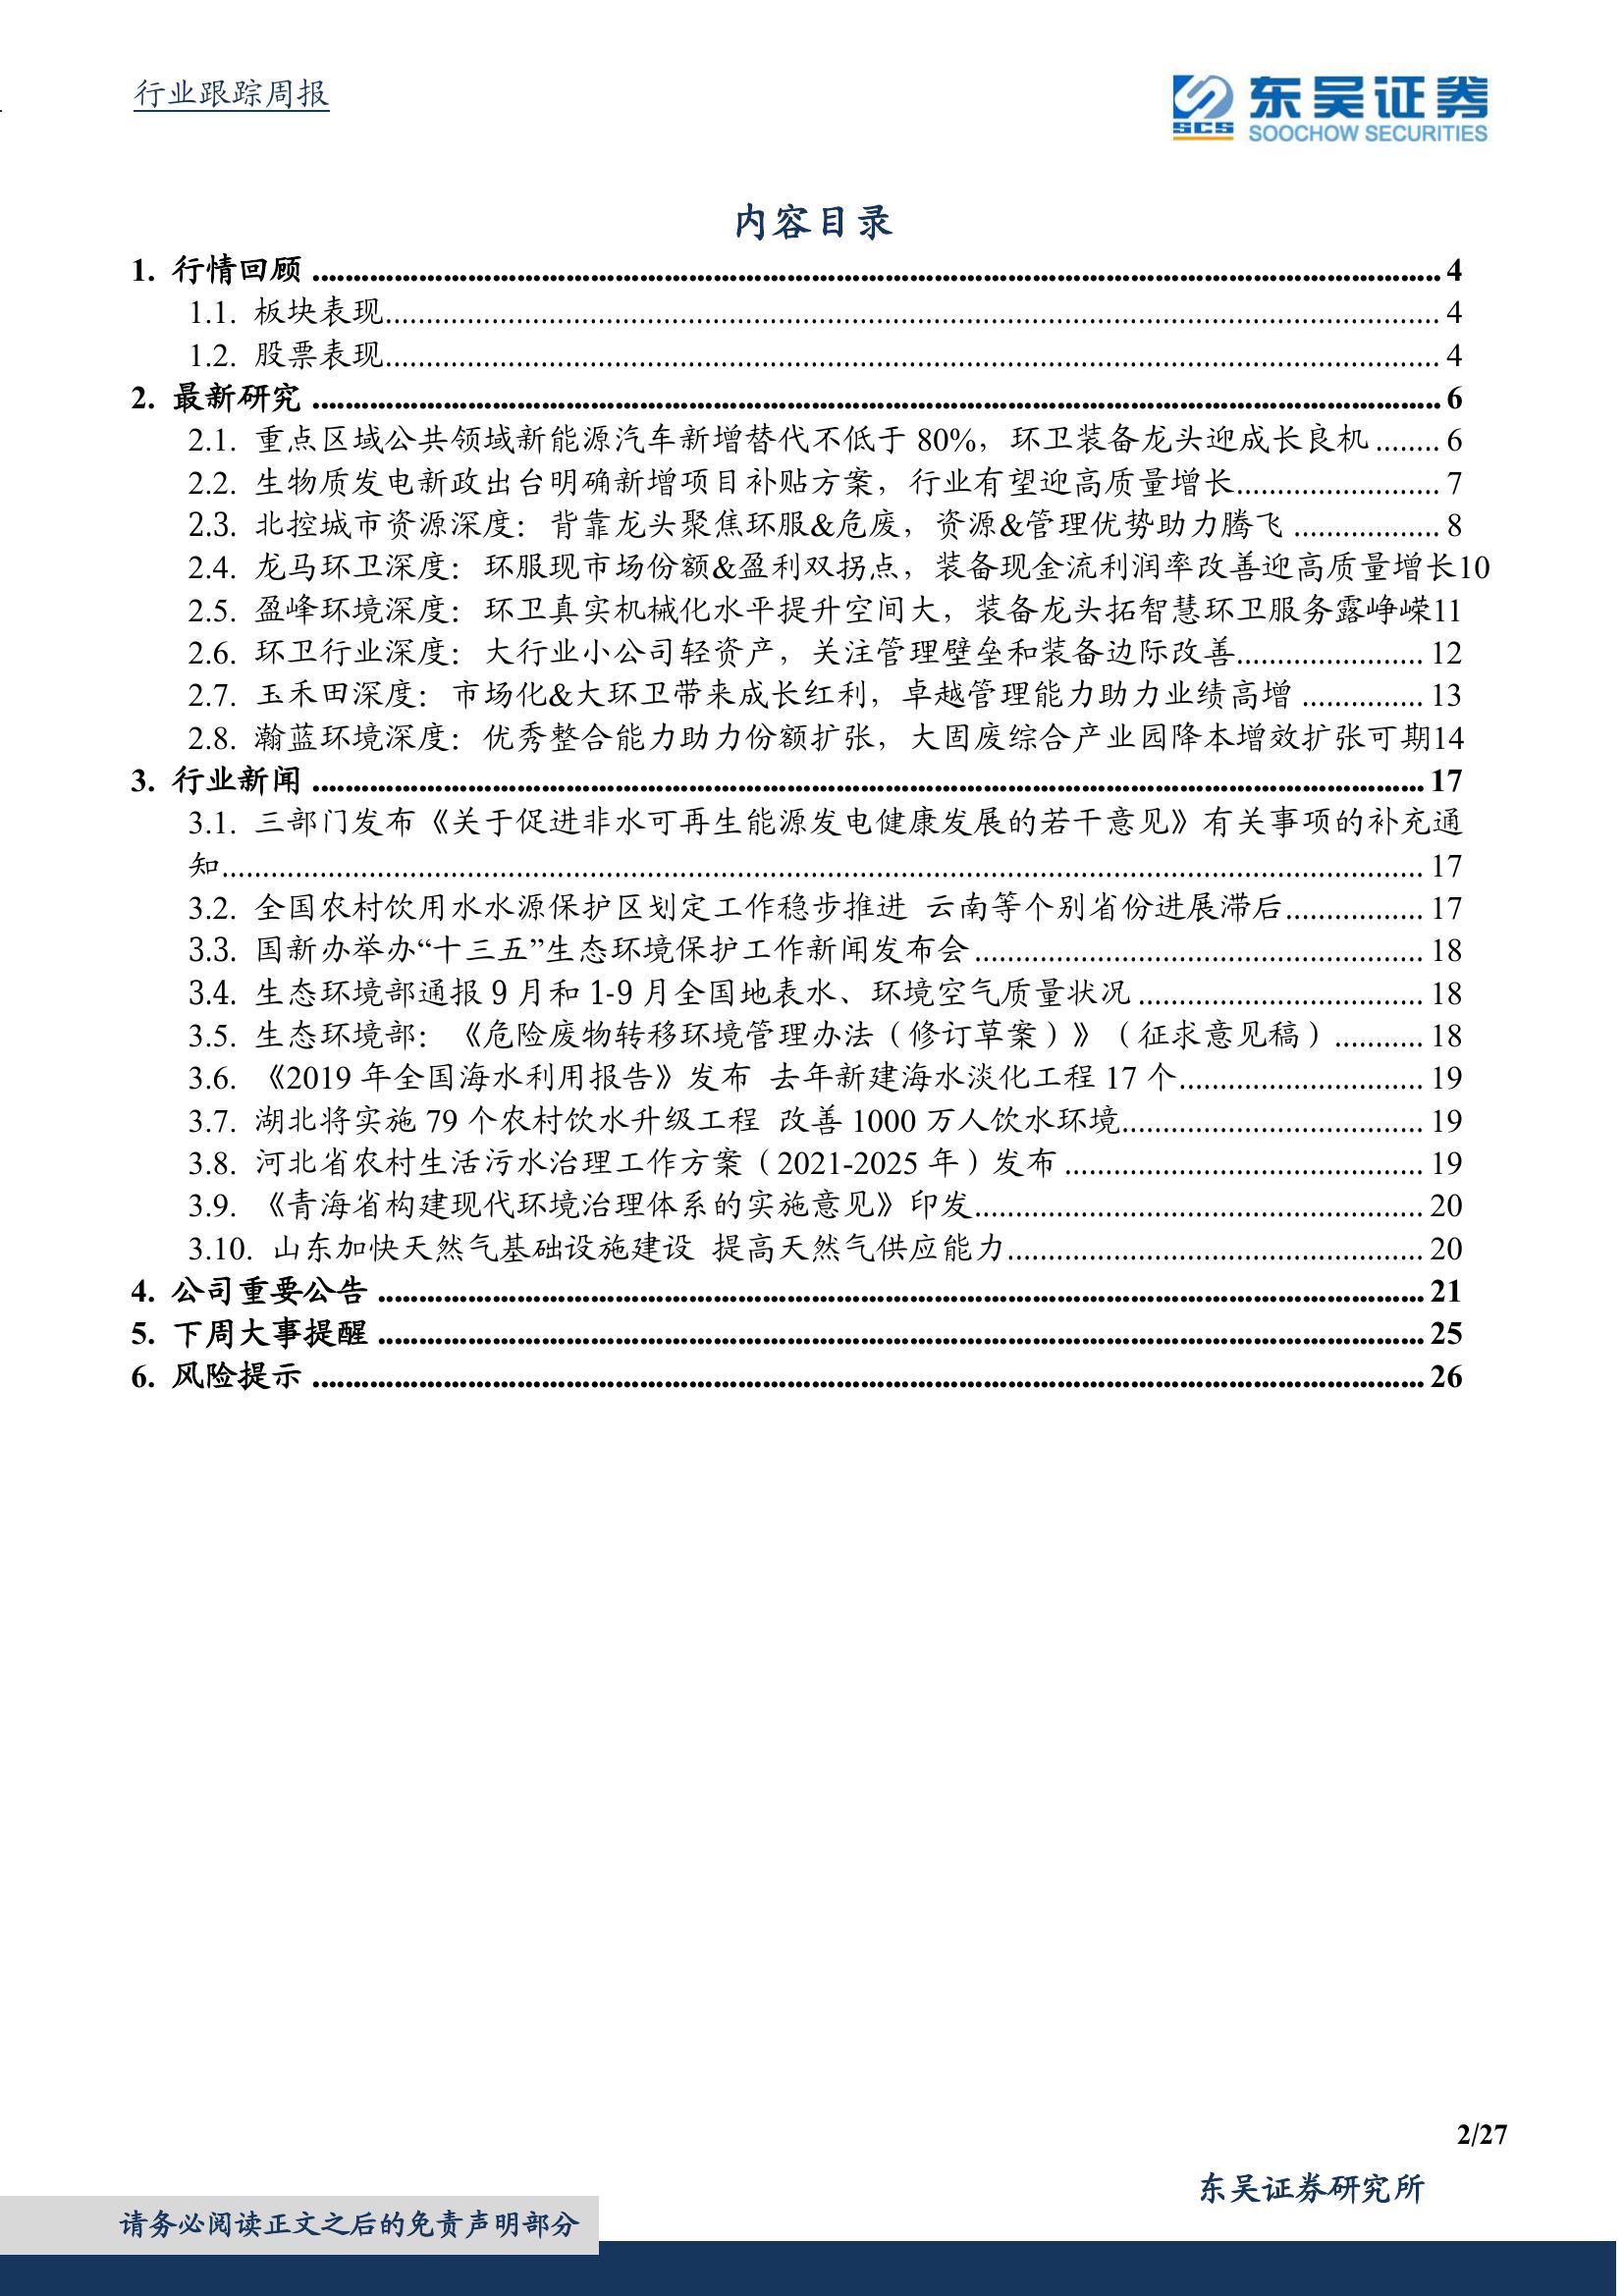 行业跟踪周报
东吴证券
SCS
SOOCHOW SECURITIES
内容目录
1. 行情回顾 ........ 4
1.1. 板块表现........ 4
1.2. 股票表现........ 4
2. 最新研究 ........ 6
2.1. 重点区域公共领域新能源汽车新增替代不低于 80%，环卫装备龙头迎成长良机 ........ 6
2.2. 生物质发电新政出台明确新增项目补贴方案，行业有望迎高质量增长........ 7
2.3. 北控城市资源深度：背靠龙头聚焦环服&危废，资源&管理优势助力腾飞 ........ 8
2.4. 龙马环卫深度：环服现市场份额&盈利双拐点，装备现金流利润率改善迎高质量增长10
2.5. 盈峰环境深度：环卫真实机械化水平提升空间大，装备龙头拓智慧环卫服务露峥嵘11
2.6. 环卫行业深度：大行业小公司轻资产，关注管理壁垒和装备边际改善........ 12
2.7. 玉禾田深度：市场化&大环卫带来成长红利，卓越管理能力助力业绩高增 ........ 13
2.8. 瀚蓝环境深度：优秀整合能力助力份额扩张，大固废综合产业园降本增效扩张可期14
3. 行业新闻 ........ 17
3.1. 三部门发布《关于促进非水可再生能源发电健康发展的若干意见》有关事项的补充通
知........ 17
3.2. 全国农村饮用水水源保护区划定工作稳步推进 云南等个别省份进展滞后........ 17
3.3. 国新办举办“十三五”生态环境保护工作新闻发布会 ........ 18
3.4. 生态环境部通报 9 月和 1-9 月全国地表水、环境空气质量状况 ........ 18
3.5. 生态环境部：《危险废物转移环境管理办法（修订草案）》（征求意见稿）........ 18
3.6. 《2019 年全国海水利用报告》发布 去年新建海水淡化工程 17 个........ 19
3.7. 湖北将实施 79 个农村饮水升级工程 改善 1000 万人饮水环境........ 19
3.8. 河北省农村生活污水治理工作方案（2021-2025 年）发布 ........ 19
3.9. 《青海省构建现代环境治理体系的实施意见》印发........ 20
3.10. 山东加快天然气基础设施建设 提高天然气供应能力........ 20
4. 公司重要公告 ........ 21
5. 下周大事提醒 ........ 25
6. 风险提示 ........ 26
2/27
东吴证券研究所
请务必阅读正文之后的免责声明部分